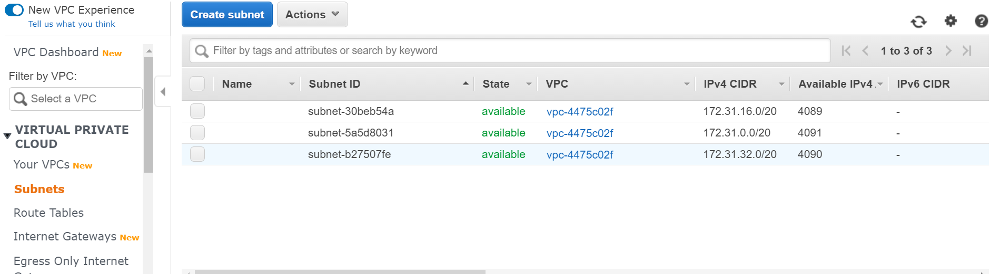 New VPC Experience
Tell us what you think
VPC Dashboard New
Filter by VPC:
Select a VPC
VIRTUAL PRIVATE
CLOUD
Your VPCs New
Subnets
Route Tables
Internet Gateways New
Egress Only Internet
Create subnet Actions
Filter by tags and attributes or search by keyword
1 to 3 of 3
Name Subnet ID State VPC IPv4 CIDR Available IPv4 IPv6 CIDR
subnet-30beb54a available vpc-4475c02f 172.31.16.0/20 4089 -
subnet-5a5d8031 available vpc-4475c02f 172.31.0.0/20 4091 -
subnet-b27507fe available vpc-4475c02f 172.31.32.0/20 4090 -